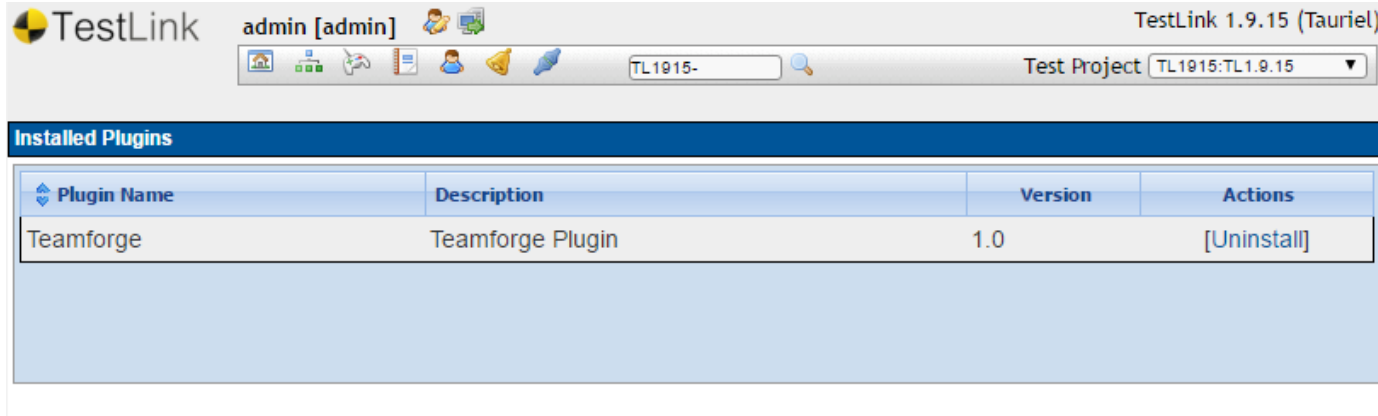 TestLink admin [admin] TestLink 1.9.15 (Tauriel)
TL1915- Test Project TL1915:TL1.9.15
Installed Plugins
Plugin Name Description Version Actions
Teamforge Teamforge Plugin 1.0 [Uninstall]